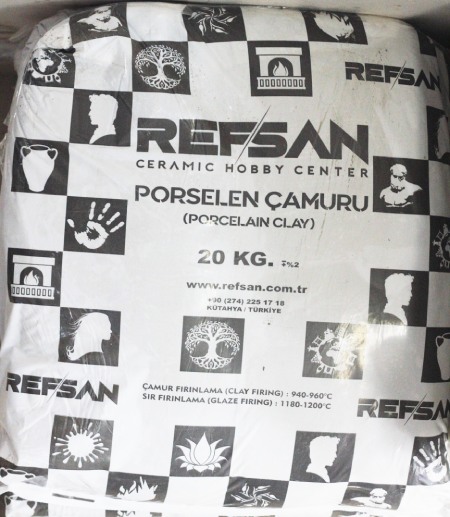 REFSAN
REFSAN
CERAMIC HOBBY CENTER
PORSELEN ÇAMURU
(PORCELAIN CLAY)
20 KG. ±%2
www.refsan.com.tr
+90 (274) 225 17 18
KÜTAHYA / TÜRKİYE
ÇAMUR FIRINLAMA (CLAY FIRING) : 940-960°C
SIR FIRINLAMA (GLAZE FIRING) : 1180-1200°C
REFSAN
REFSAN